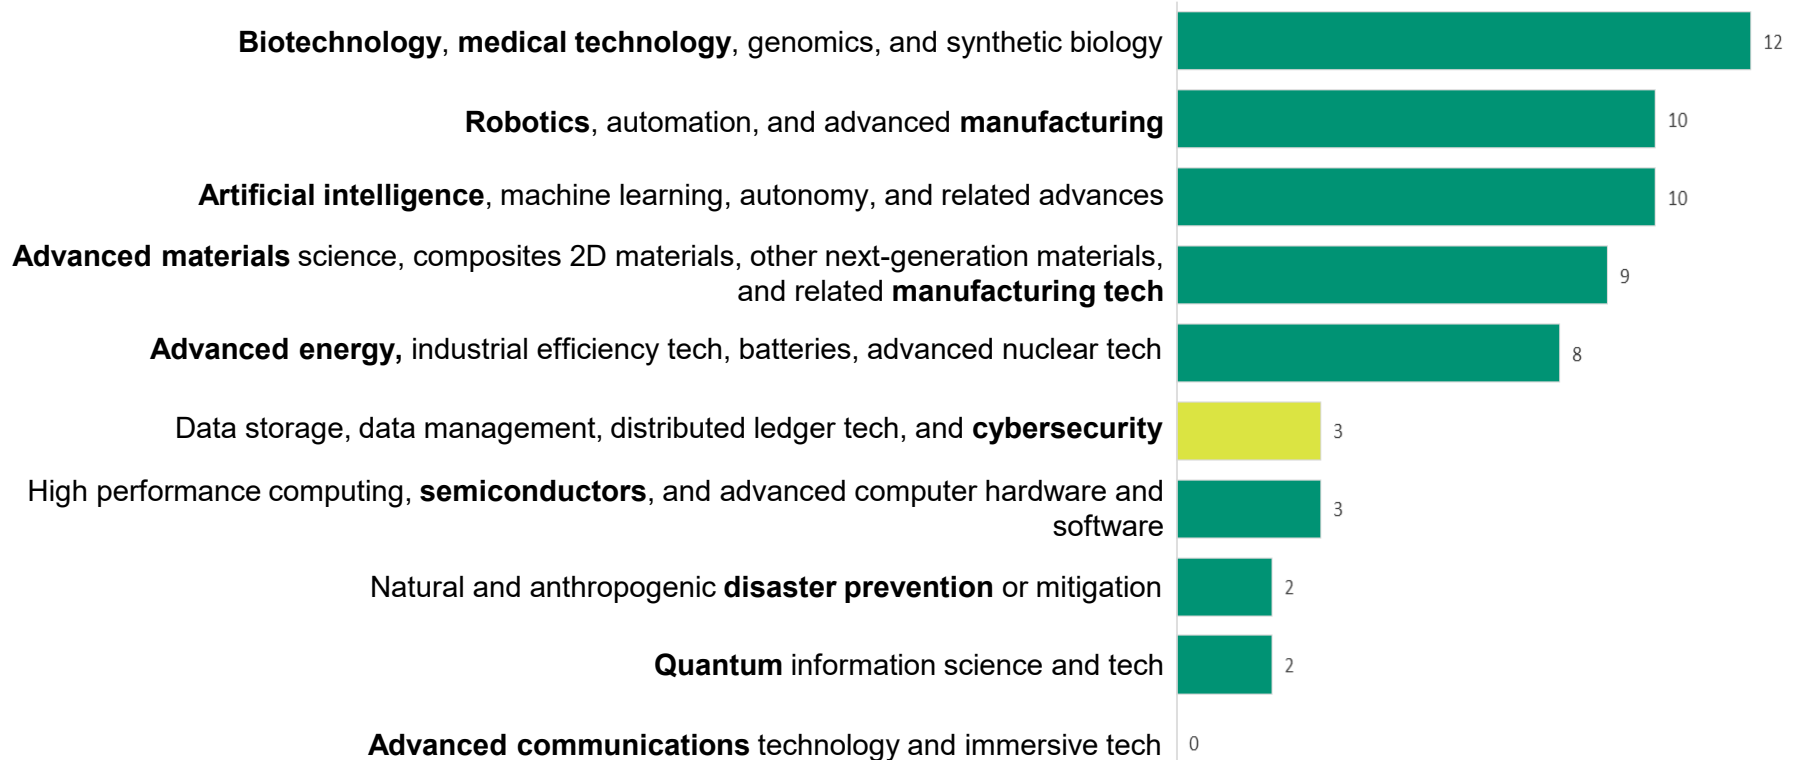 Biotechnology, medical technology, genomics, and synthetic biology 12
Robotics, automation, and advanced manufacturing 10
Artificial intelligence, machine learning, autonomy, and related advances 10
Advanced materials science, composites 2D materials, other next-generation materials,
and related manufacturing tech 9
Advanced energy, industrial efficiency tech, batteries, advanced nuclear tech 8
Data storage, data management, distributed ledger tech, and cybersecurity 3
High performance computing, semiconductors, and advanced computer hardware and
software 3
Natural and anthropogenic disaster prevention or mitigation 2
Quantum information science and tech 2
Advanced communications technology and immersive tech 0